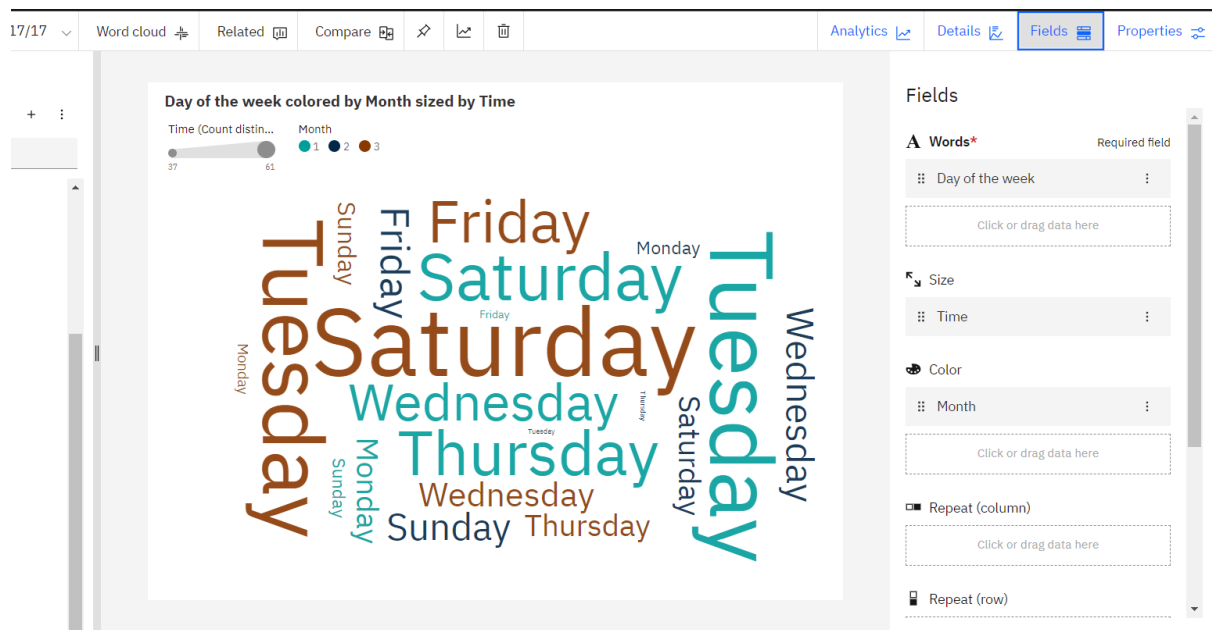 17/17 Word cloud Related Compare Analytics Details Fields Properties
Day of the week colored by Month sized by Time
Time (Count distin... Month
1 2 3
37 61
Sunday
Friday
Friday
Monday
Tuesday
Saturday
Tuesday
Friday
Saturday
Wednesday
Monday
Wednesday
Thursday
Saturday
Tuesday
Thursday
Monday
Sunday
Wednesday
Sunday
Thursday
Fields
A Words* Required field
Day of the week
Click or drag data here
Size
Time
Color
Month
Click or drag data here
Repeat (column)
Click or drag data here
Repeat (row)